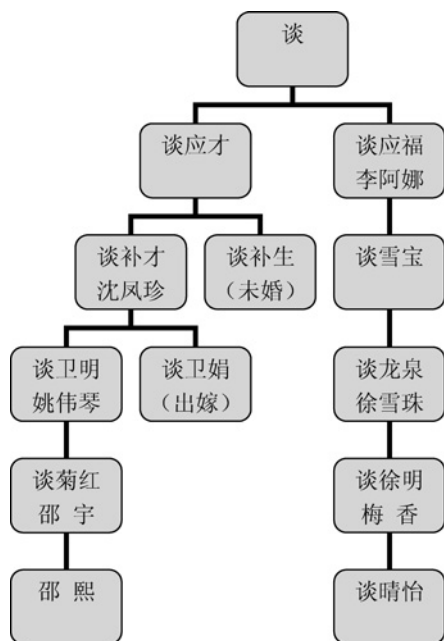 谈
谈应才
谈应福
李阿娜
谈补才
沈凤珍
谈补生
（未婚）
谈雪宝
谈卫明
姚伟琴
谈卫娟
（出嫁）
谈龙泉
徐雪珠
谈菊红
邵 宇
谈徐明
梅 香
邵 熙
谈晴怡